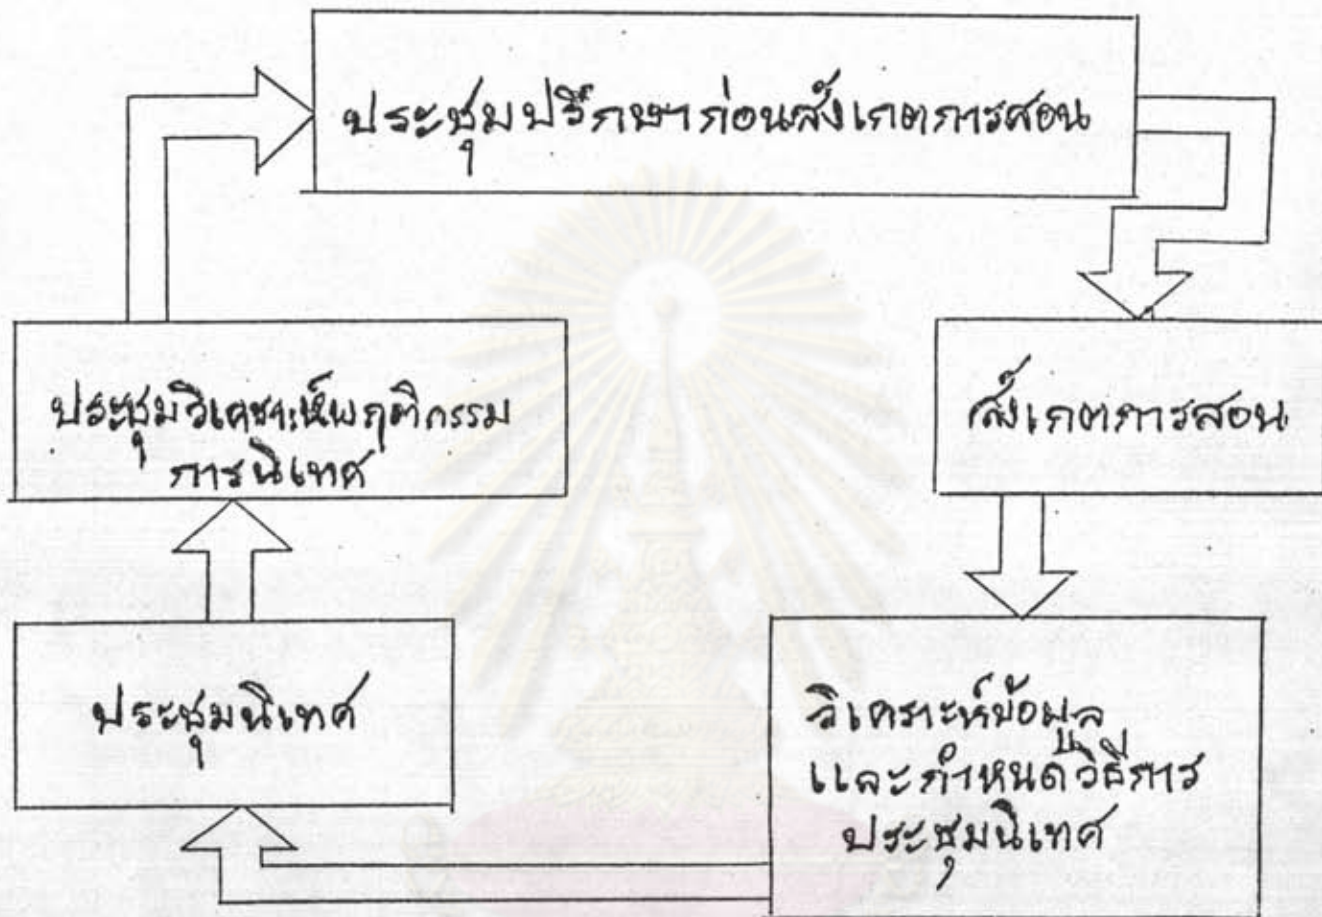 ประชุมปรึกษาก่อนสังเกตการสอน
สังเกตการสอน
วิเคราะห์ข้อมูล
และกำหนดวิธีการ
ประชุมนิเทศ
ประชุมนิเทศ
ประชุมวิเคราะห์พฤติกรรม
การนิเทศ